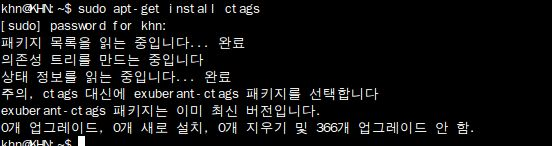 khn@KHN:~$ sudo apt-get install ctags
[sudo] password for khn:
패키지 목록을 읽는 중입니다... 완료
의존성 트리를 만드는 중입니다
상태 정보를 읽는 중입니다... 완료
주의, ctags 대신에 exuberant-ctags 패키지를 선택합니다
exuberant-ctags 패키지는 이미 최신 버전입니다.
0개 업그레이드, 0개 새로 설치, 0개 지우기 및 366개 업그레이드 안 함.
khn@KHN:~$